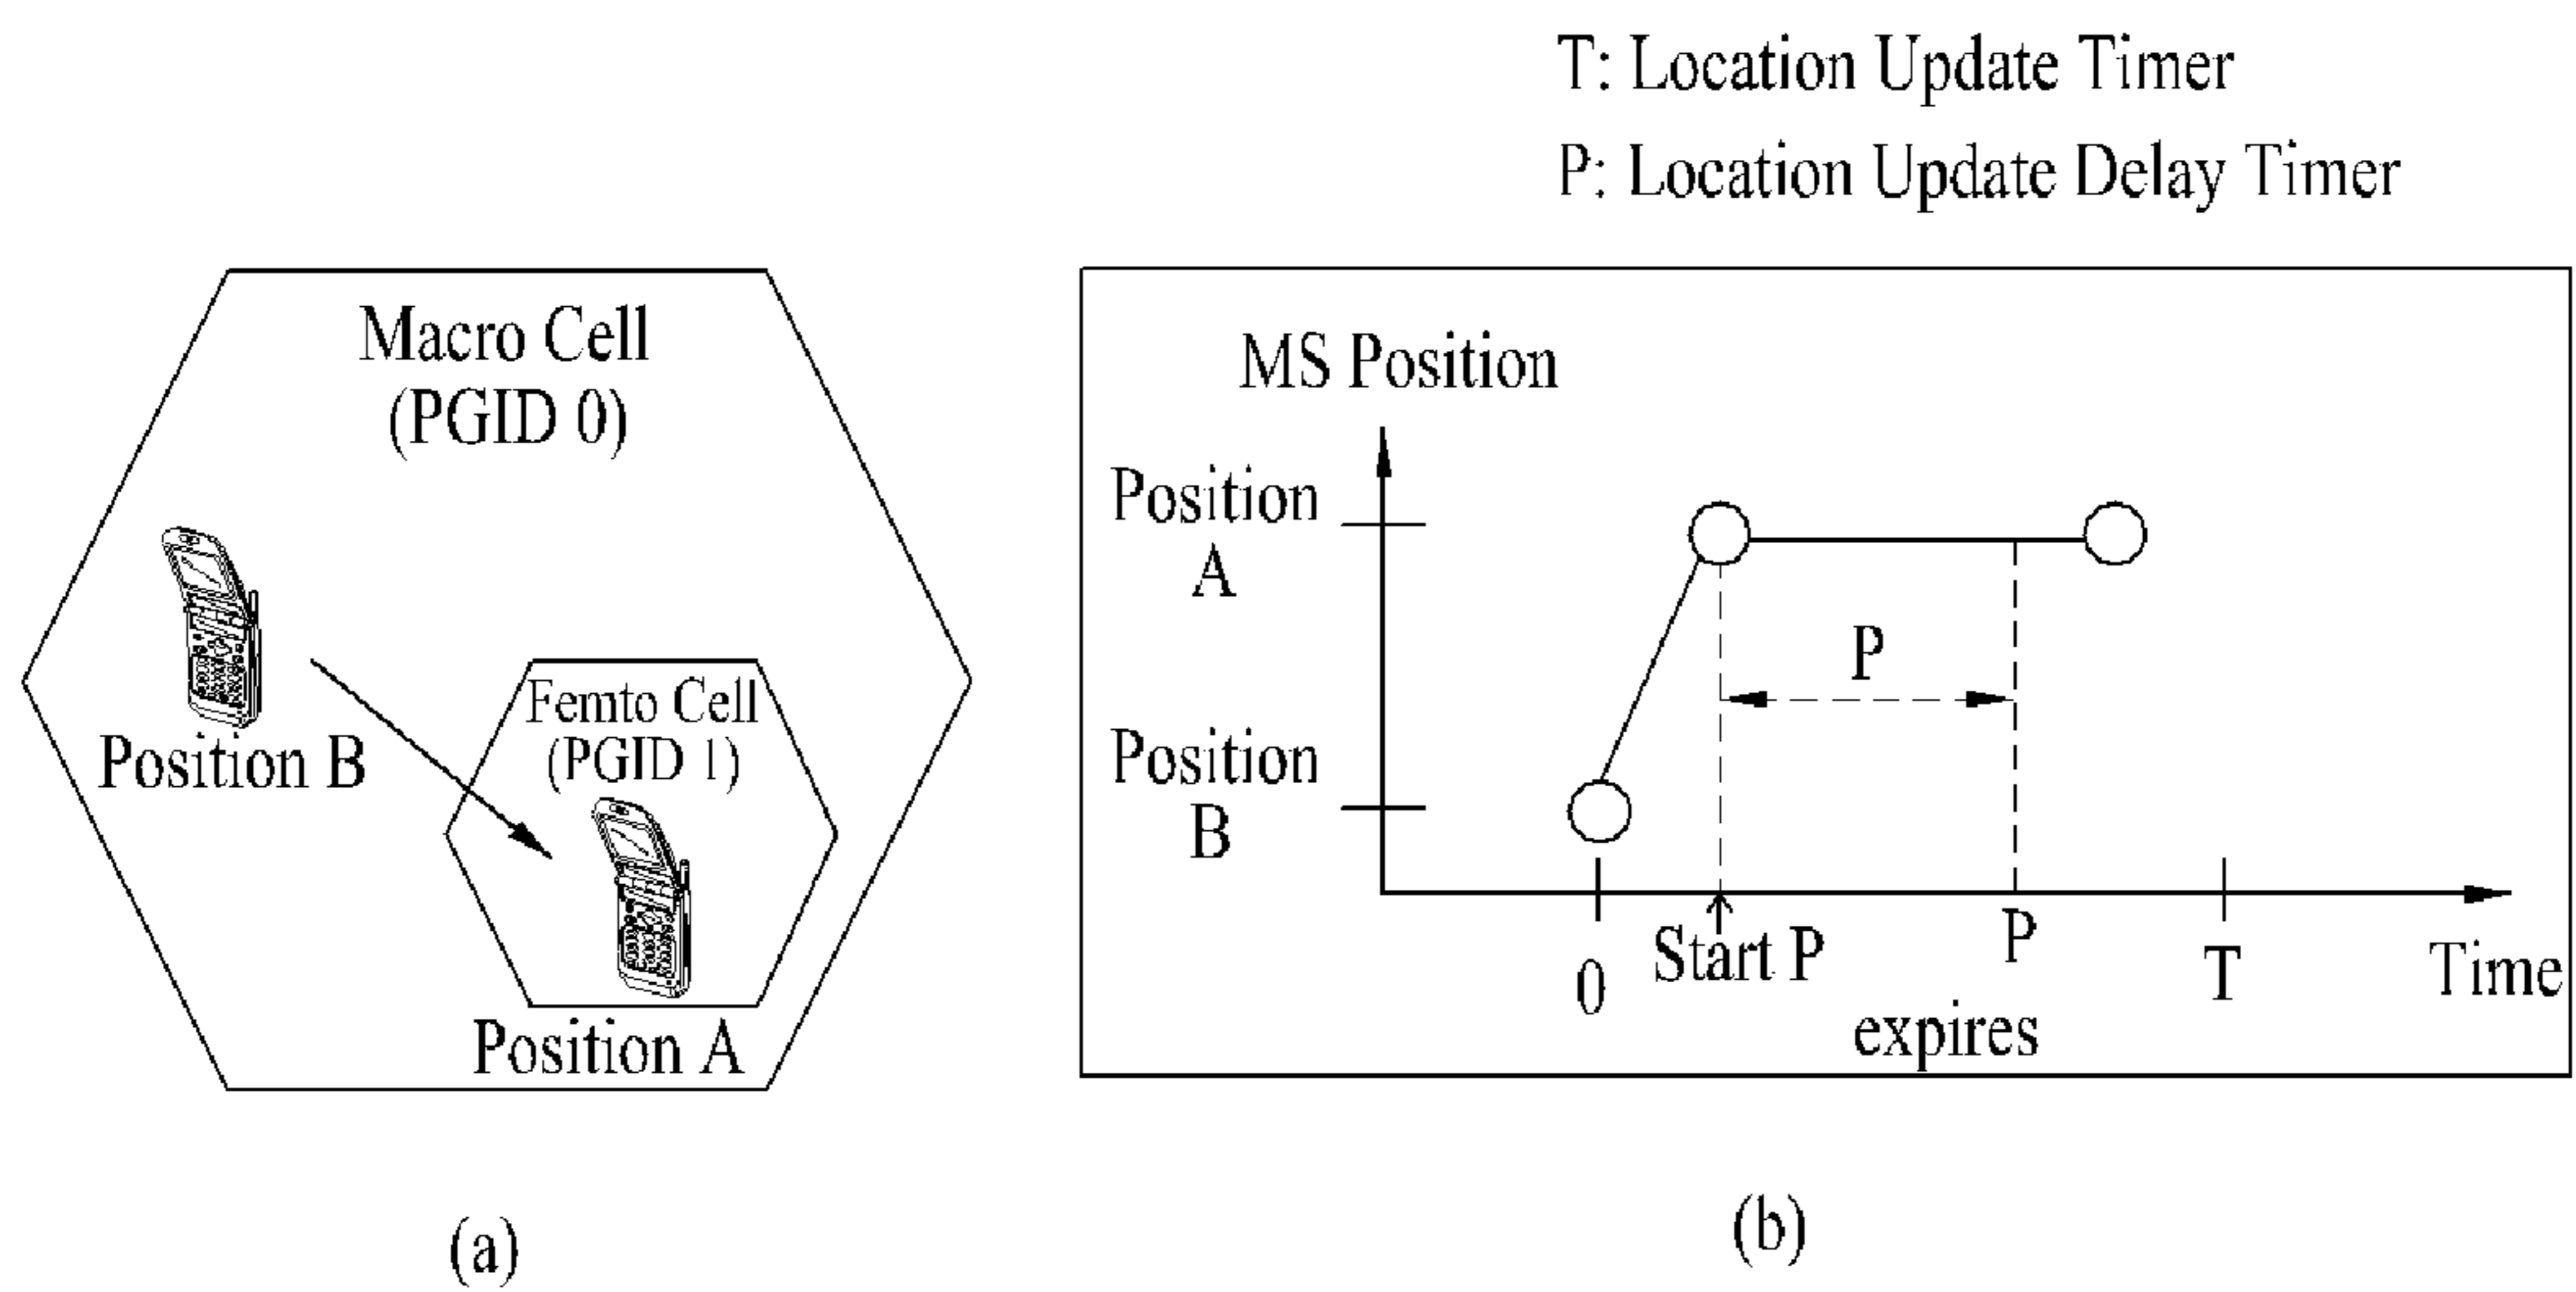 T: Location Update Timer
P: Location Update Delay Timer
Macro Cell
(PGID 0)
Position B
Femto Cell
(PGID 1)
Position A
(a)
MS Position
Position
A
Position
B
P
0
Start P
P
expires
T
Time
(b)